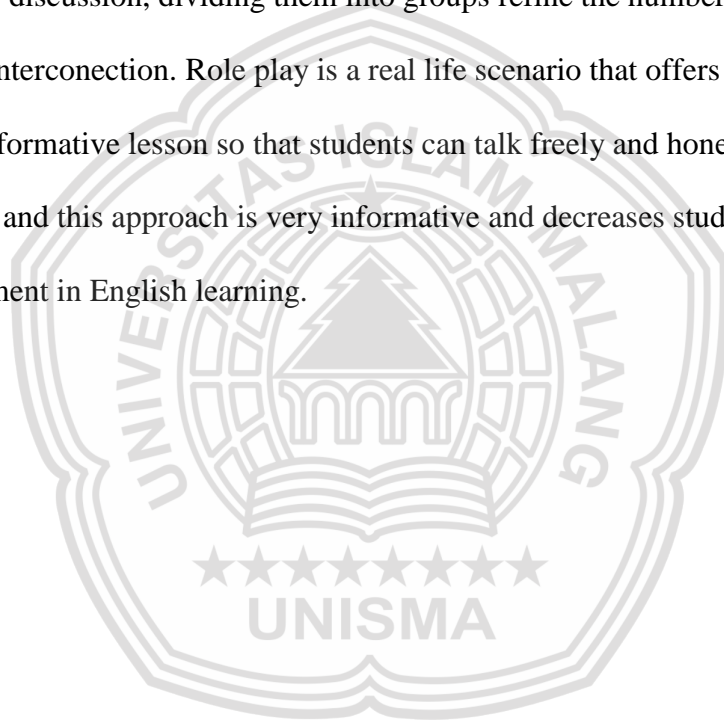 discussion, dividing them into groups refine the number
nterconection. Role play is a real life scenario that offers
formative lesson so that students can talk freely and hone
and this approach is very informative and decreases stud
nent in English learning.
UNIVERSITAS ISLAM MALANG
UNISMA